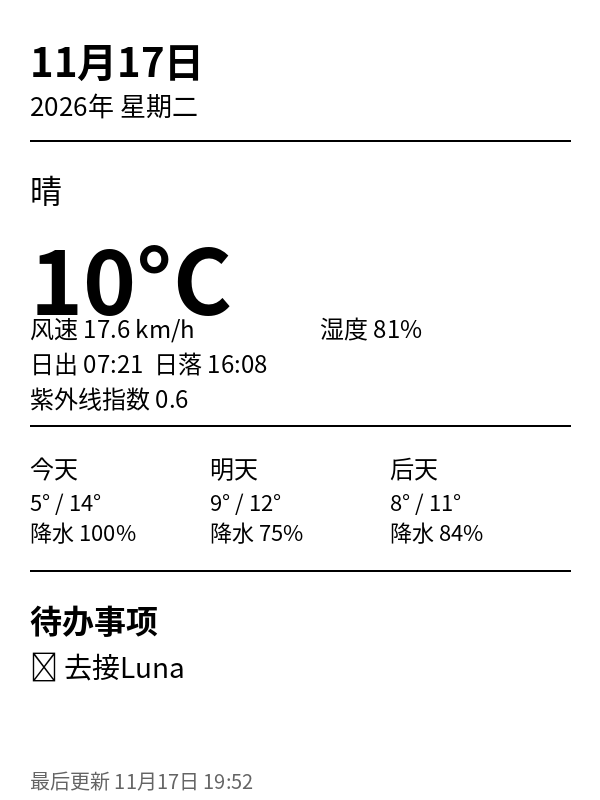 11月17日
2026年 星期二
晴
10°C
风速 17.6 km/h 湿度 81%
日出 07:21 日落 16:08
紫外线指数 0.6
今天 明天 后天
5° / 14° 9° / 12° 8° / 11°
降水 100% 降水 75% 降水 84%
待办事项
去接Luna
最后更新 11月17日 19:52